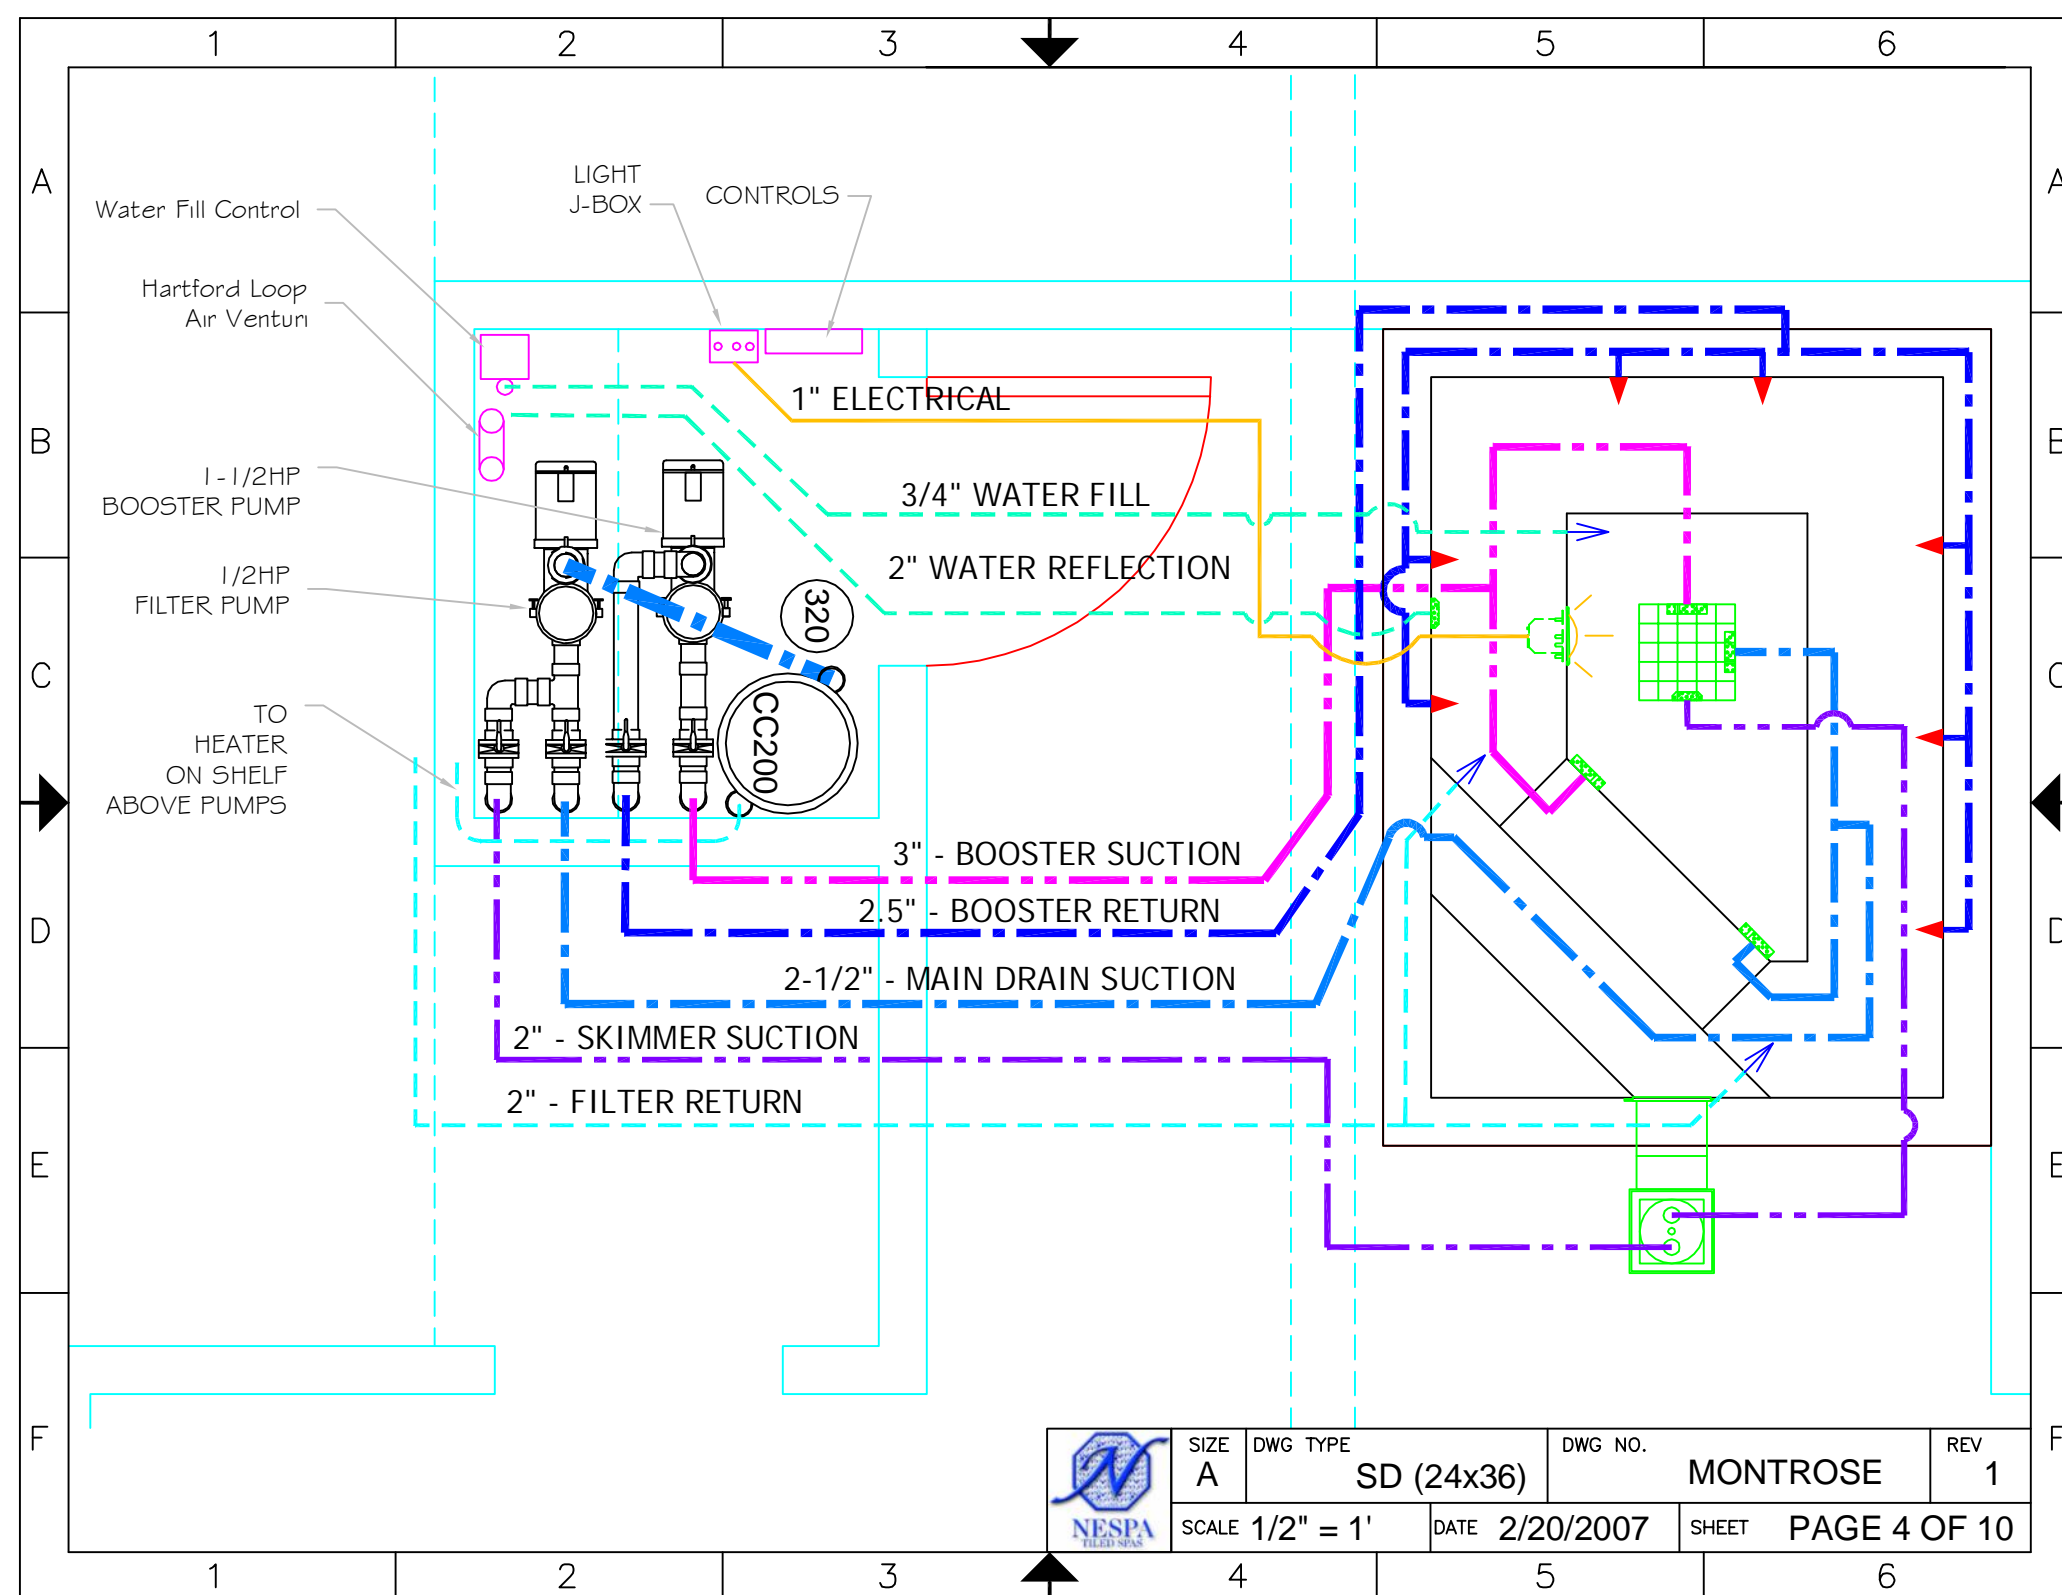 1 2 3 4 5 6
A A
LIGHT
J-BOX
CONTROLS
Water Fill Control
Hartford Loop
Air Venturi
B B
1" ELECTRICAL
1-1/2HP
BOOSTER PUMP
3/4" WATER FILL
2" WATER REFLECTION
1/2HP
FILTER PUMP
320
C C
CC200
TO
HEATER
ON SHELF
ABOVE PUMPS
3" - BOOSTER SUCTION
2.5" - BOOSTER RETURN
D D
2-1/2" - MAIN DRAIN SUCTION
2" - SKIMMER SUCTION
2" - FILTER RETURN
E E
F F
N
NESPA
TILED SPAS
SIZE
A
DWG TYPE
SD (24x36)
DWG NO.
MONTROSE
REV
1
SCALE 1/2" = 1'
DATE 2/20/2007
SHEET PAGE 4 OF 10
1 2 3 4 5 6